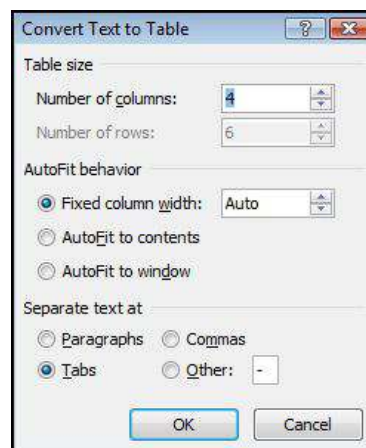 Convert Text to Table
Table size
Number of columns: 4
Number of rows: 6
AutoFit behavior
Fixed column width: Auto
AutoFit to contents
AutoFit to window
Separate text at
Paragraphs Commas
Tabs Other: -
OK Cancel